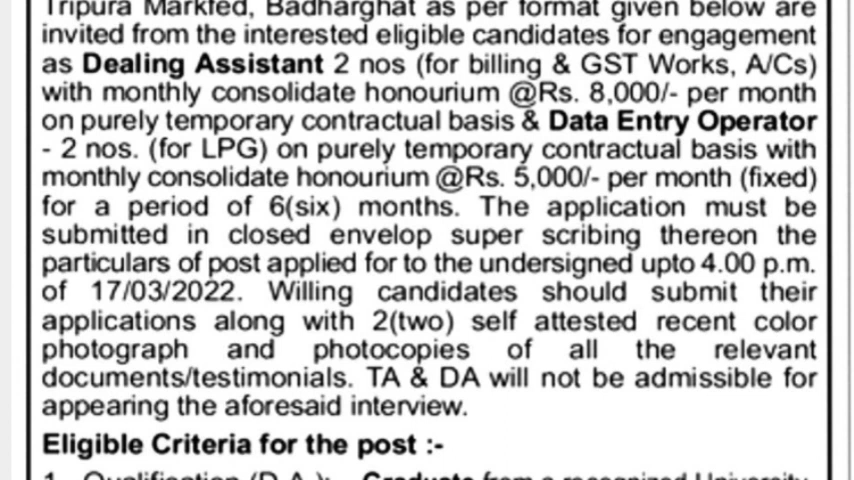 Tripura Markfed, Badharghat as per format given below are
invited from the interested eligible candidates for engagement
as Dealing Assistant 2 nos (for billing & GST Works, A/Cs)
with monthly consolidate honourium @Rs. 8,000/- per month
on purely temporary contractual basis & Data Entry Operator
- 2 nos. (for LPG) on purely temporary contractual basis with
monthly consolidate honourium @Rs. 5,000/- per month (fixed)
for a period of 6(six) months. The application must be
submitted in closed envelop super scribing thereon the
particulars of post applied for to the undersigned upto 4.00 p.m.
of 17/03/2022. Willing candidates should submit their
applications along with 2(two) self attested recent color
photograph and photocopies of all the relevant
documents/testimonials. TA & DA will not be admissible for
appearing the aforesaid interview.
Eligible Criteria for the post :-
1. Qualification (D.A.):- Graduate from a recognized University